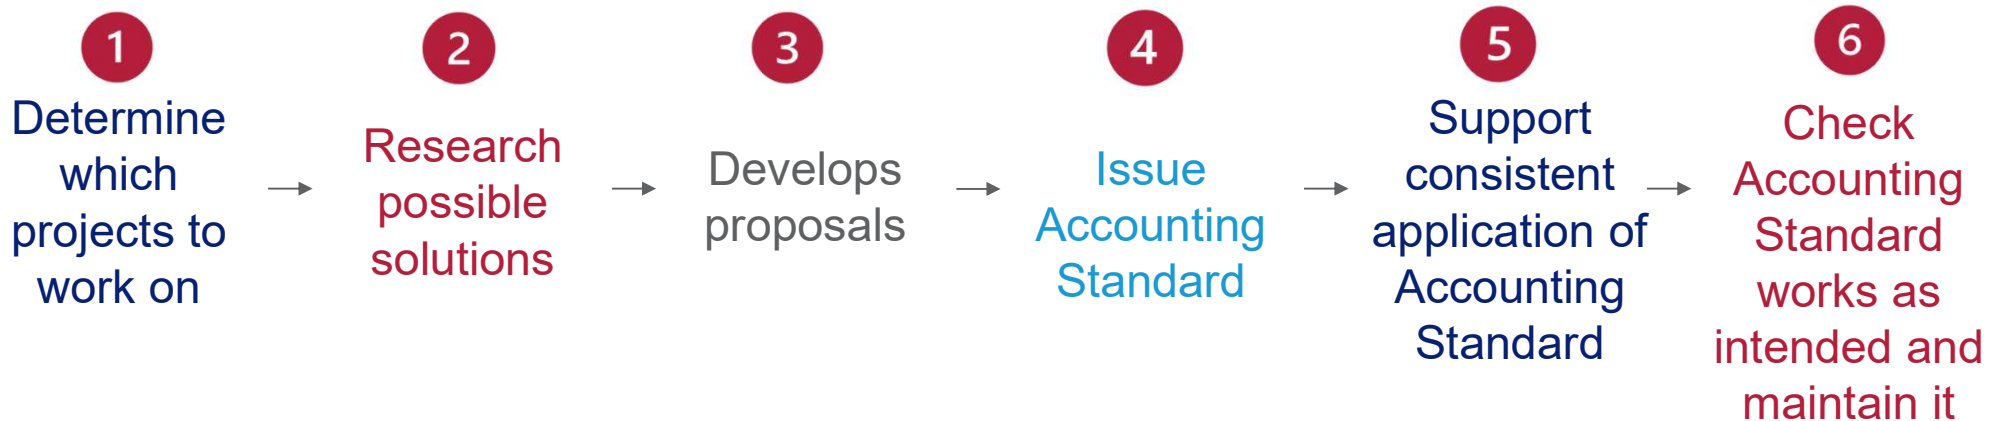 1
Determine
which
projects to
work on
2
Research
possible
solutions
3
Develops
proposals
4
Issue
Accounting
Standard
5
Support
consistent
application of
Accounting
Standard
6
Check
Accounting
Standard
works as
intended and
maintain it